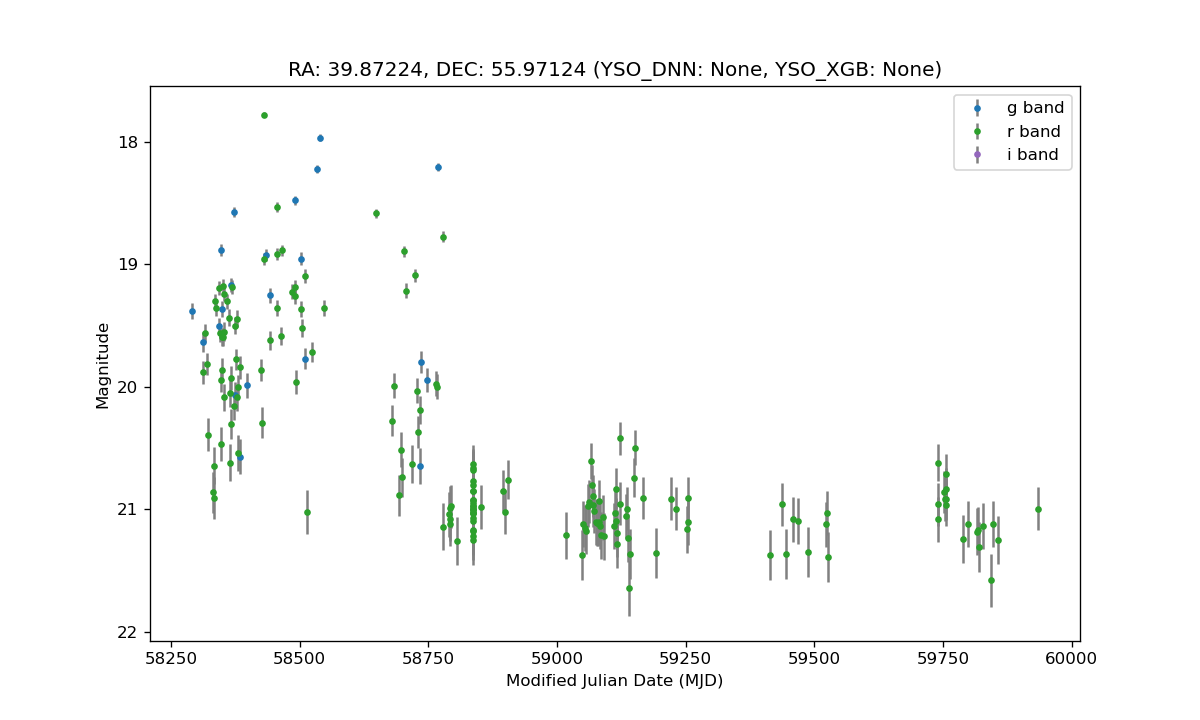 RA: 39.87224, DEC: 55.97124 (YSO_DNN: None, YSO_XGB: None)
g band
r band
i band
18
19
20
21
22
Magnitude
58250 58500 58750 59000 59250 59500 59750 60000
Modified Julian Date (MJD)